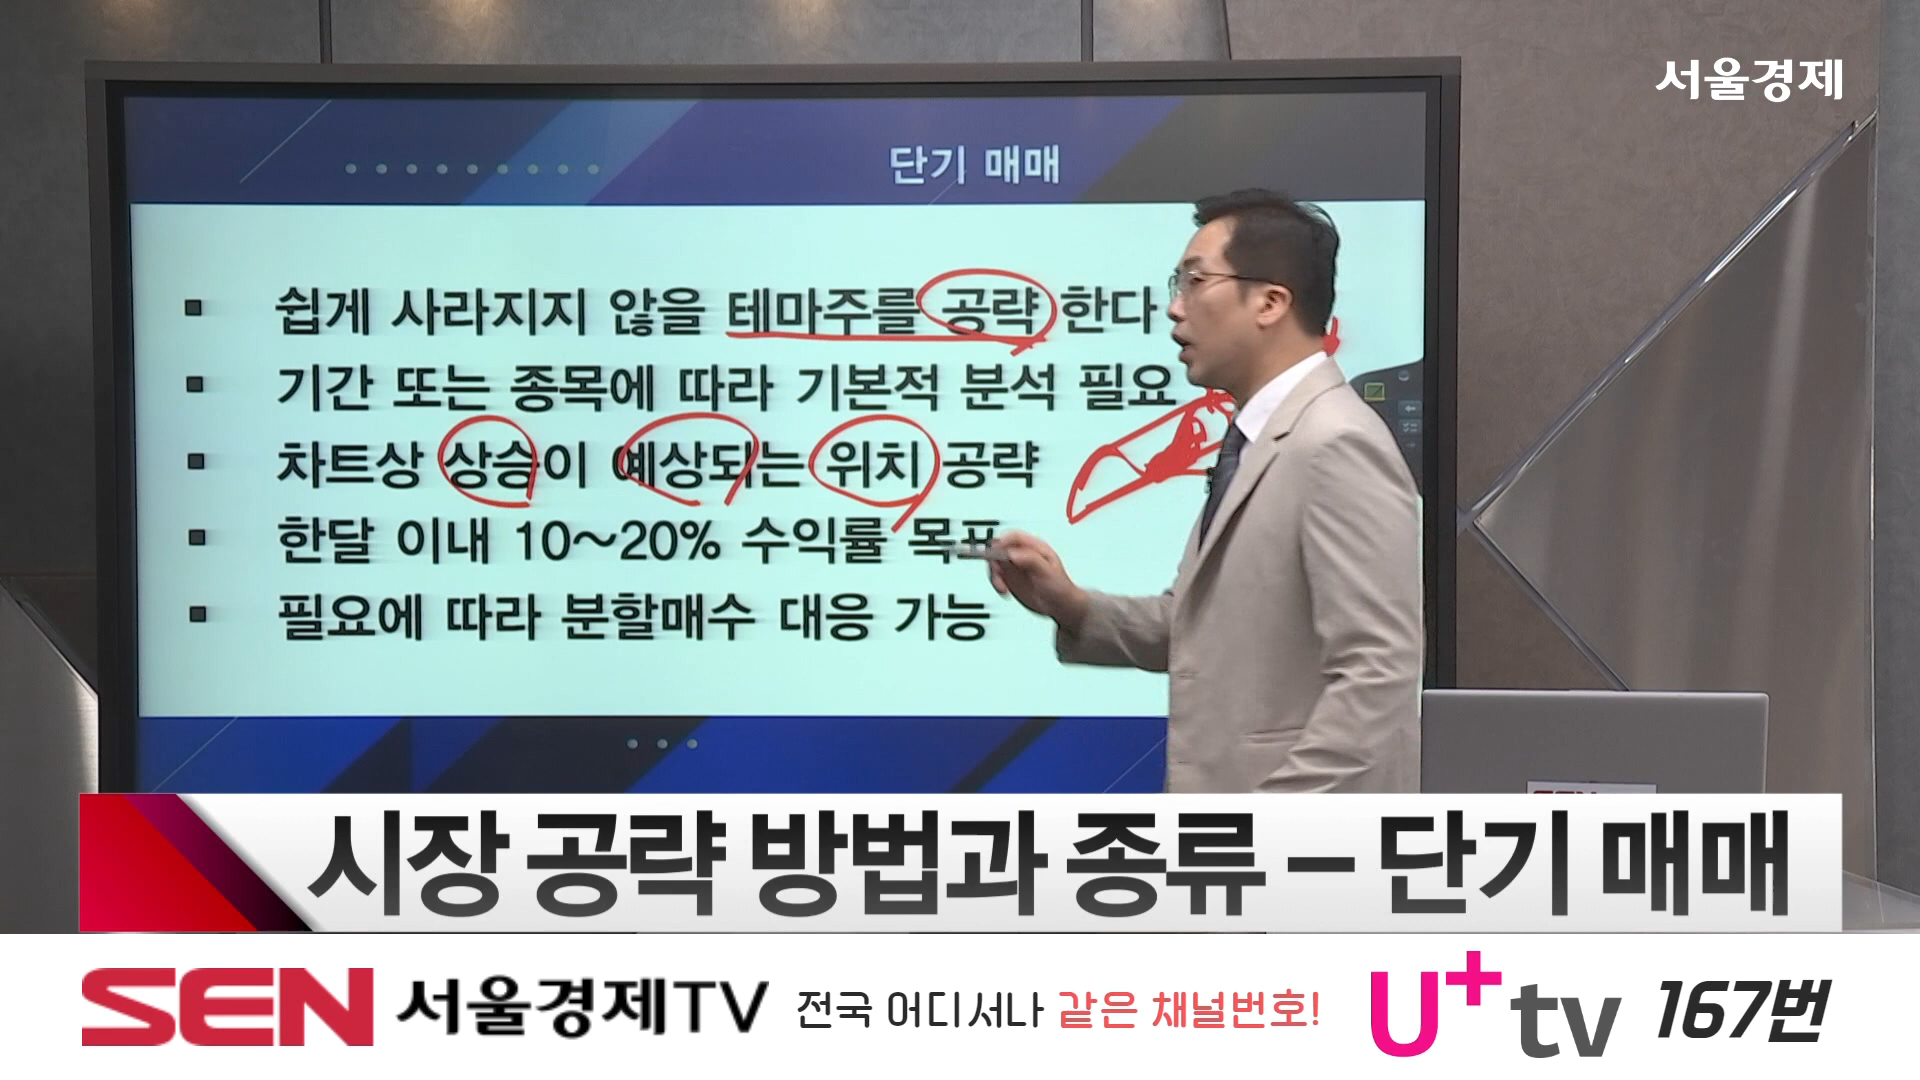 서울경제
단기 매매
▪ 쉽게 사라지지 않을 테마주를 공략 한다
▪ 기간 또는 종목에 따라 기본적 분석 필요
▪ 차트상 상승이 예상되는 위치 공략
▪ 한달 이내 10~20% 수익률 목표
▪ 필요에 따라 분할매수 대응 가능
시장 공략 방법과 종류 – 단기 매매
SEN 서울경제TV 전국 어디서나 같은 채널번호! U+ tv 167번